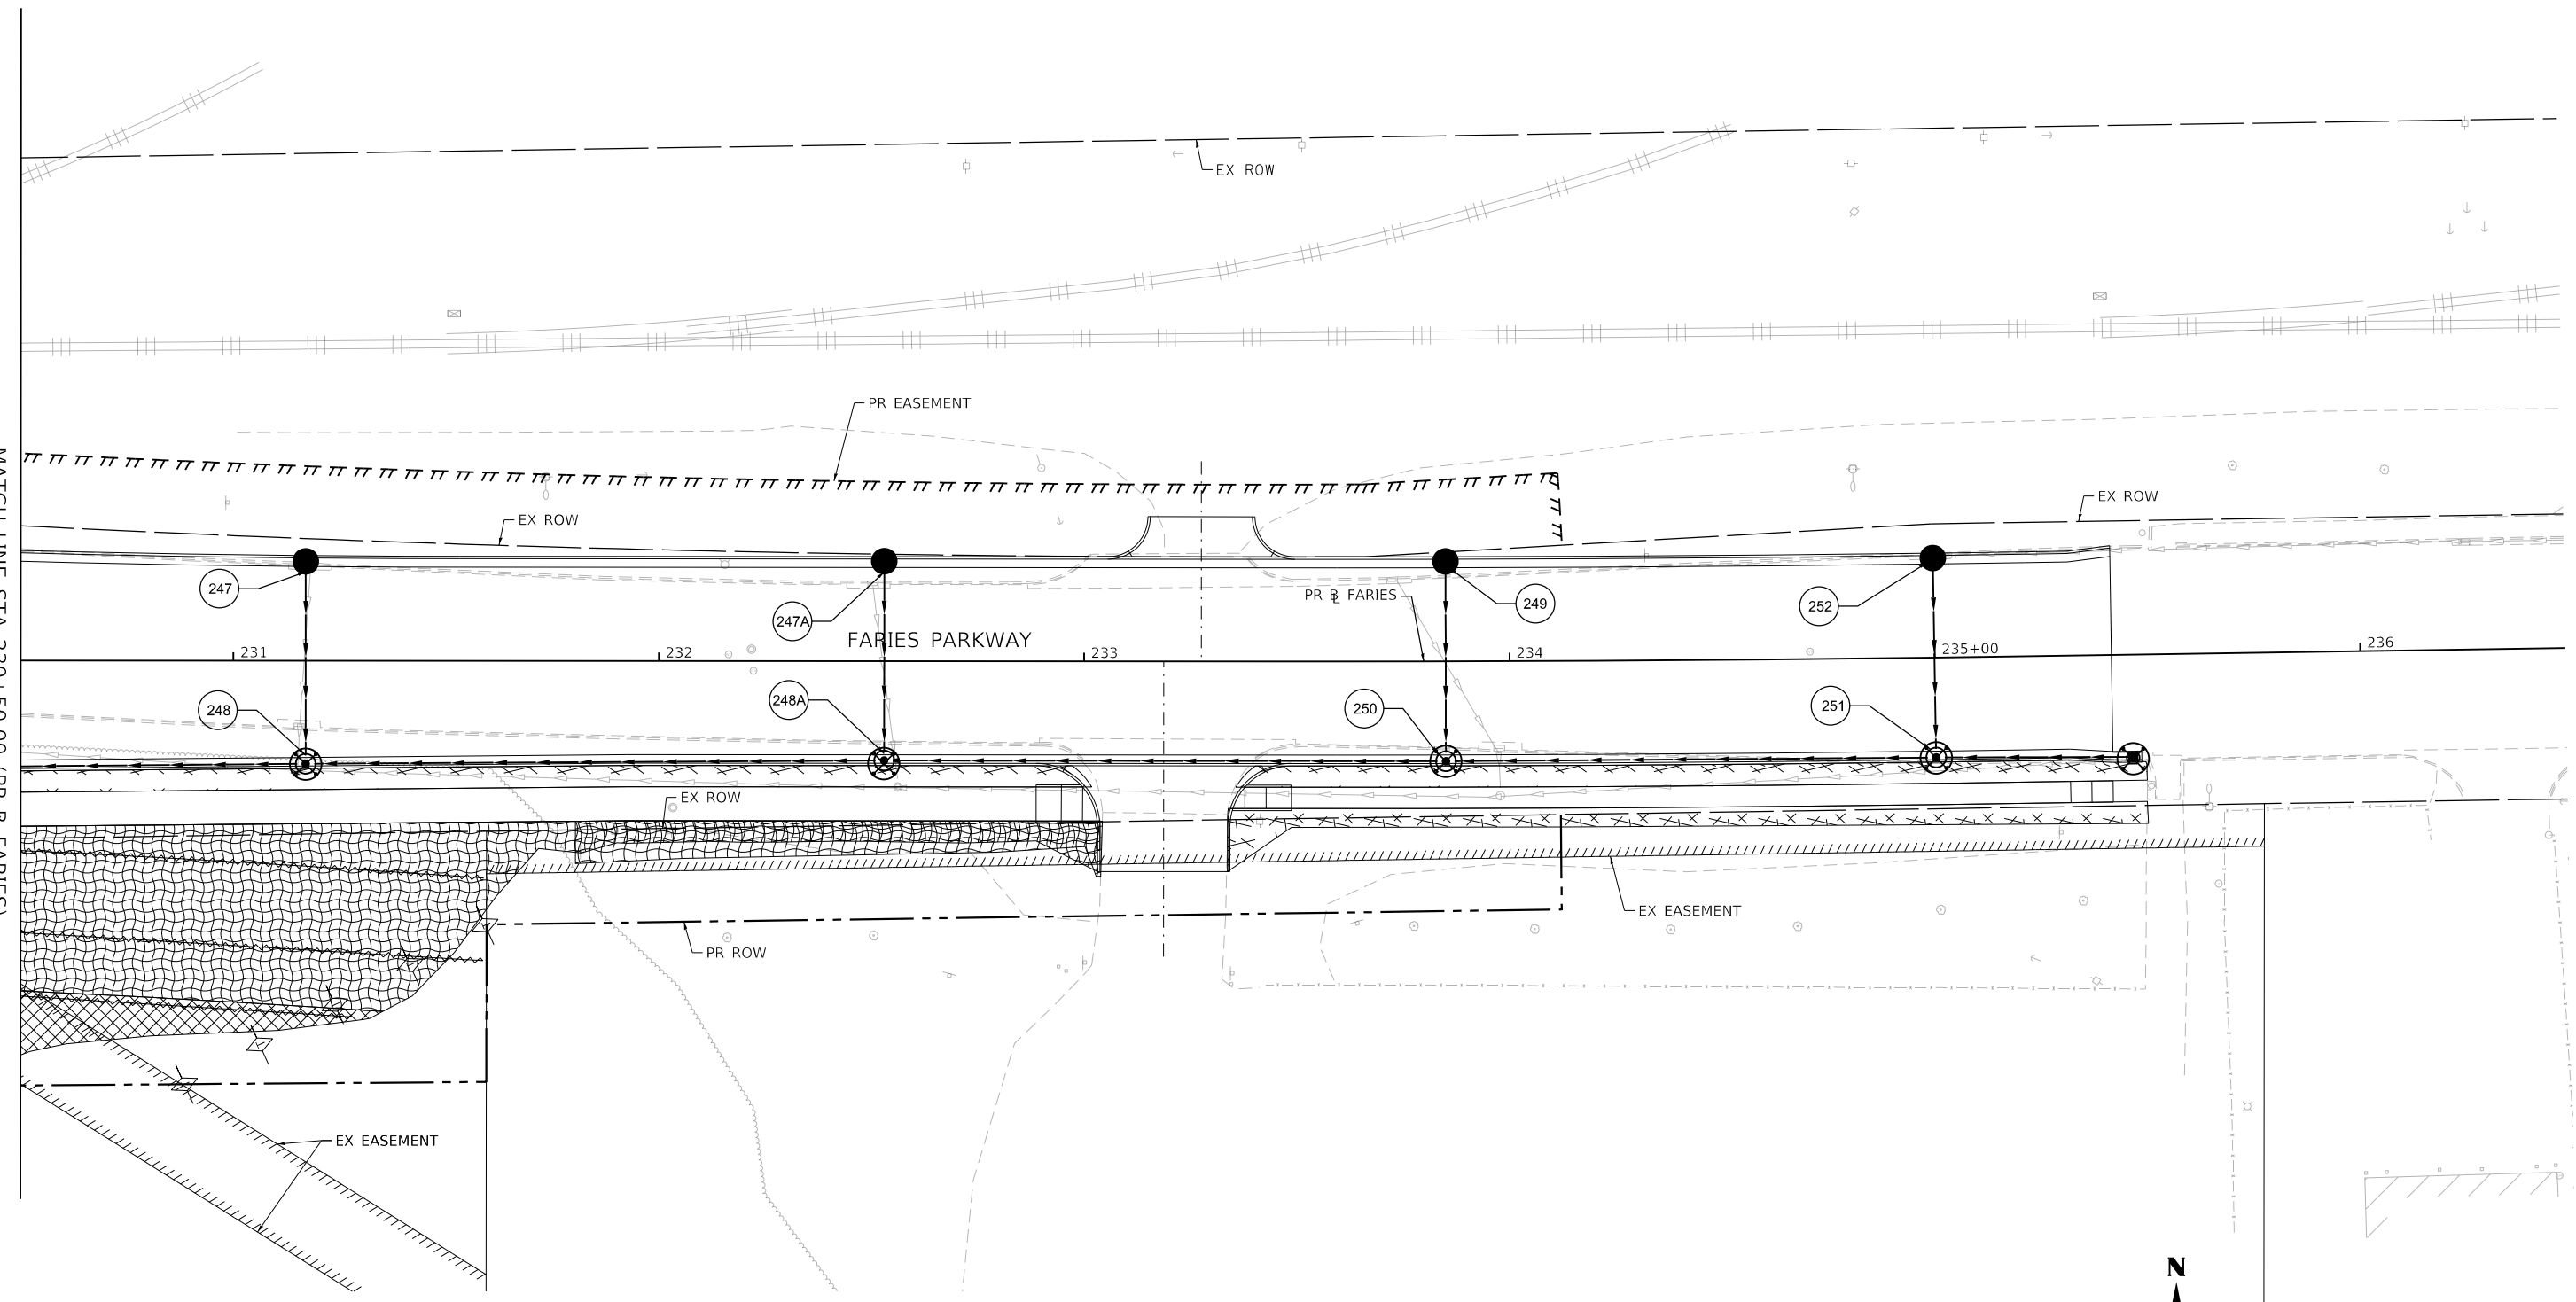 EX ROW
PR EASEMENT
EX ROW
EX ROW
247
247A
PR B FARIES
249
252
FARIES PARKWAY
231
232
233
234
235+00
236
248
248A
250
251
EX ROW
EX EASEMENT
PR ROW
EX EASEMENT
N